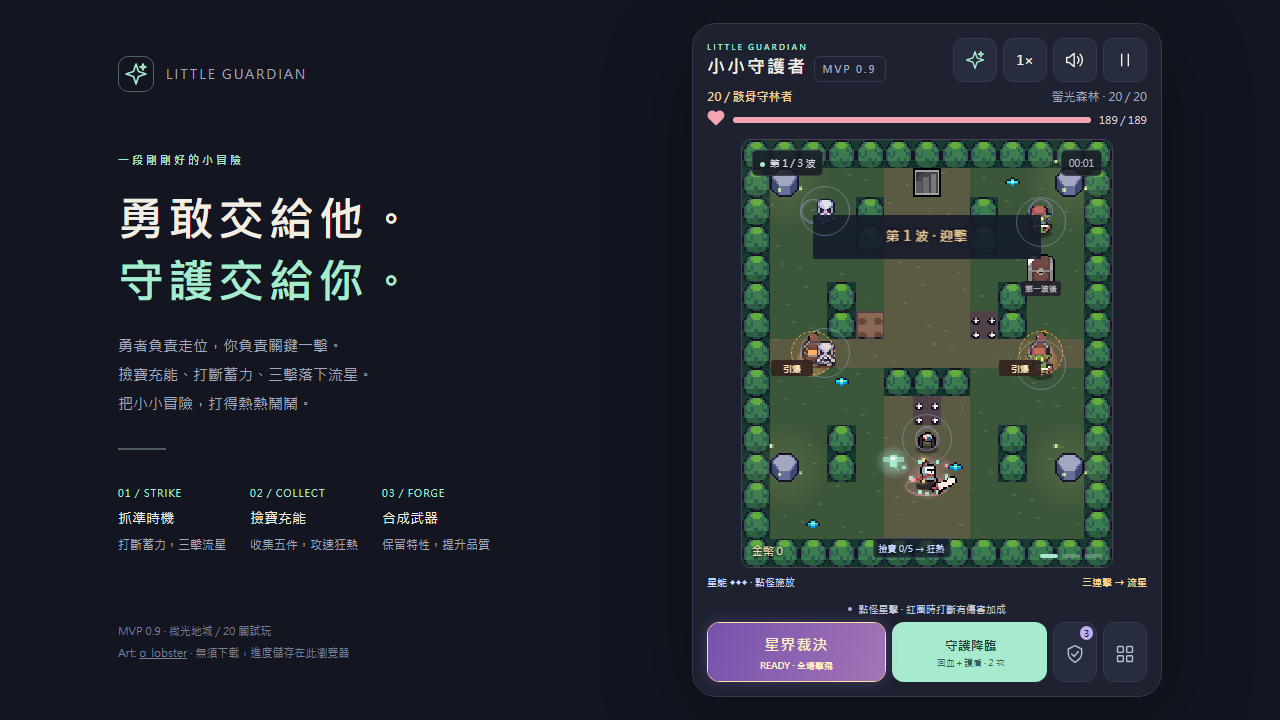 LITTLE GUARDIAN
一段剛剛好的小冒險
勇敢交給他。
守護交給你。
勇者負責走位，你負責關鍵一擊。
撿寶充能、打斷蓄力、三擊落下流星。
把小小冒險，打得熱熱鬧鬧。
01 / STRIKE
抓準時機
打斷蓄力，三擊流星
02 / COLLECT
撿寶充能
收集五件，攻速狂熱
03 / FORGE
合成武器
保留特性，提升品質
MVP 0.9 · 微光地城 / 20 關試玩
Art: o_lobster · 無須下載，進度儲存在此瀏覽器
LITTLE GUARDIAN
小小守護者 MVP 0.9
1×
20 / 骸骨守林者
螢光森林 · 20 / 20
189 / 189
第 1 / 3 波
00:01
第 1 波 · 迎擊
第一波後
引爆
引爆
金幣 0
撿寶 0/5 → 狂熱
星能 ◆◆◆ · 點怪施放
三連擊 → 流星
點怪星擊 · 紅圈時打斷有傷害加成
星界裁決
READY · 全場擊飛
守護降臨
回血 + 護盾 · 2 次
3